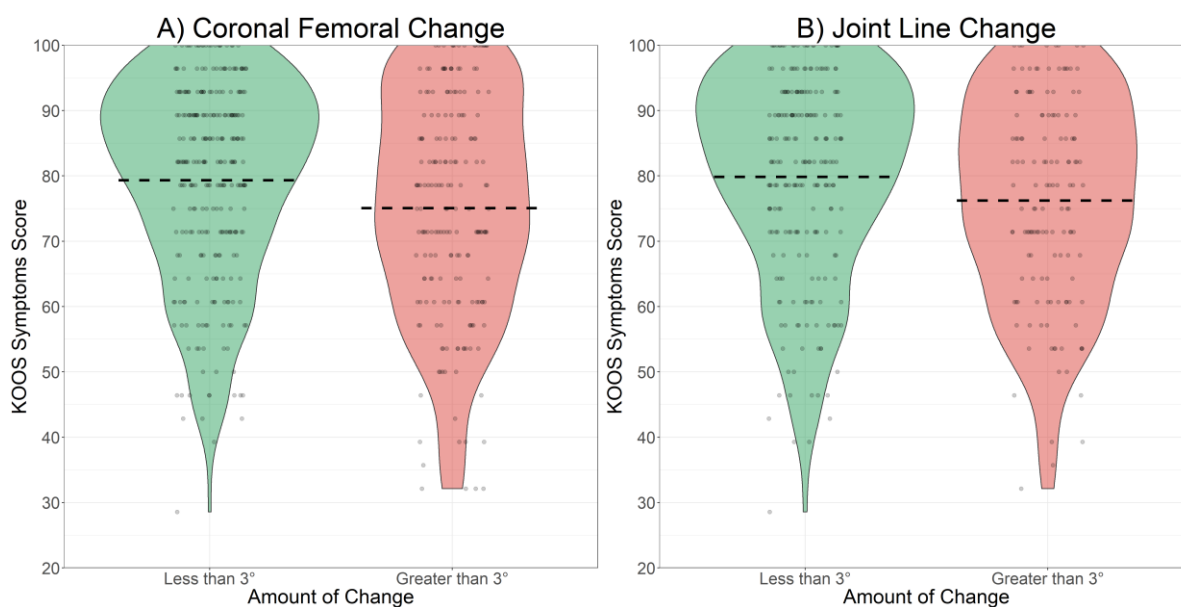 A) Coronal Femoral Change
KOOS Symptoms Score
100
90
80
70
60
50
40
30
20
Less than 3°
Greater than 3°
Amount of Change
B) Joint Line Change
KOOS Symptoms Score
100
90
80
70
60
50
40
30
20
Less than 3°
Greater than 3°
Amount of Change